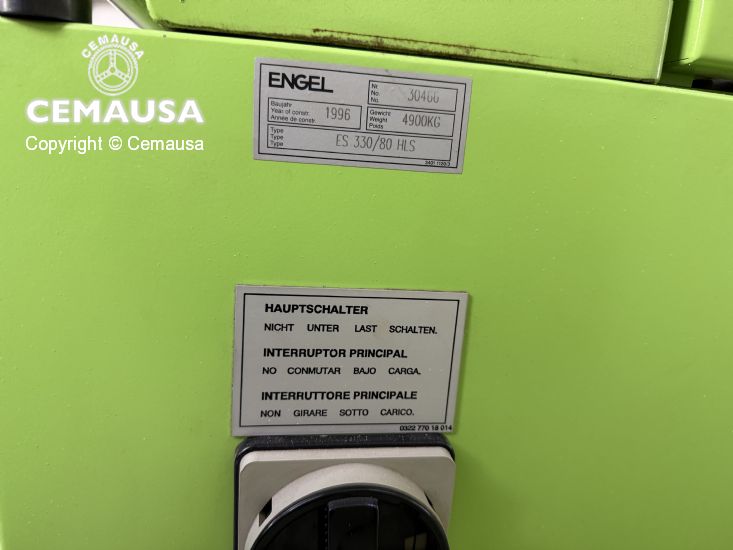 CEMAUSA
CEMAUSA
Copyright © Cemausa
ENGEL
Nr.
No. 30466
No.
Baujahr
Year of constr. 1996
Année de constr.
Gewicht
Weight 4900KG
Poids
Type
Type ES 330/80 HLS
Type
HAUPTSCHALTER
NICHT UNTER LAST SCHALTEN.
INTERRUPTOR PRINCIPAL
NO CONMUTAR BAJO CARGA.
INTERRUTTORE PRINCIPALE
NON GIRARE SOTTO CARICO.
0322 770 18 014